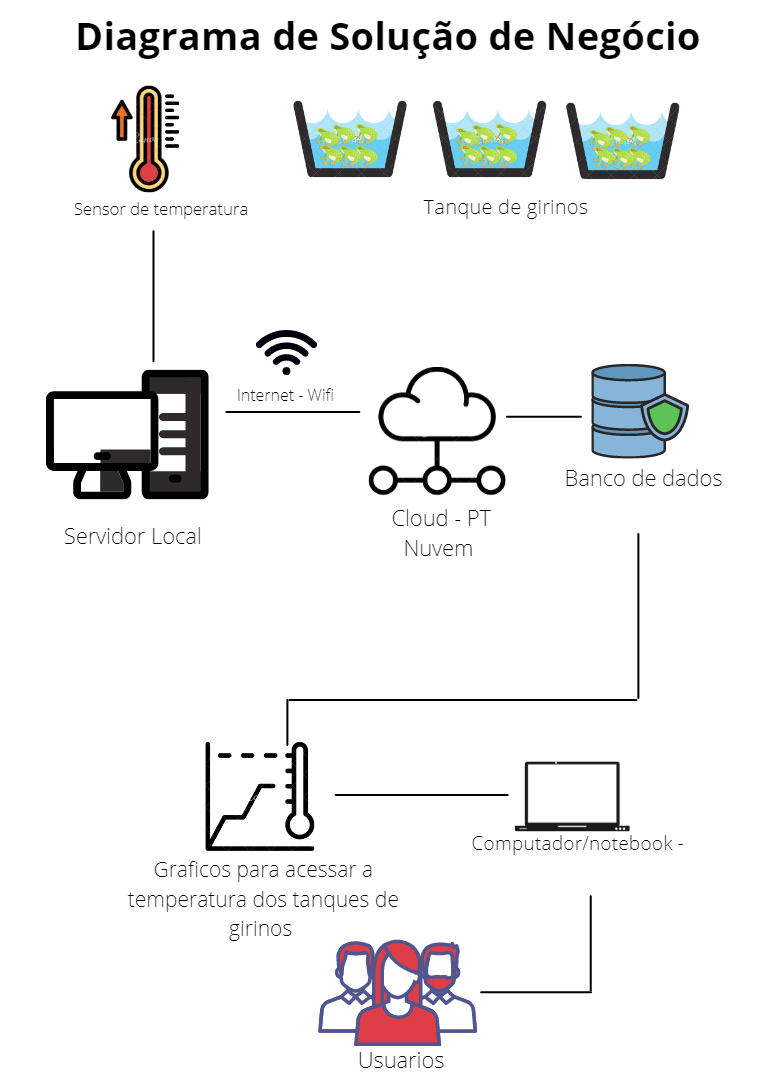 Diagrama de Solução de Negócio
Sensor de temperatura
Tanque de girinos
Internet - Wifi
Servidor Local
Cloud - PT
Nuvem
Banco de dados
Graficos para acessar a
temperatura dos tanques de
girinos
Computador/notebook -
Usuarios